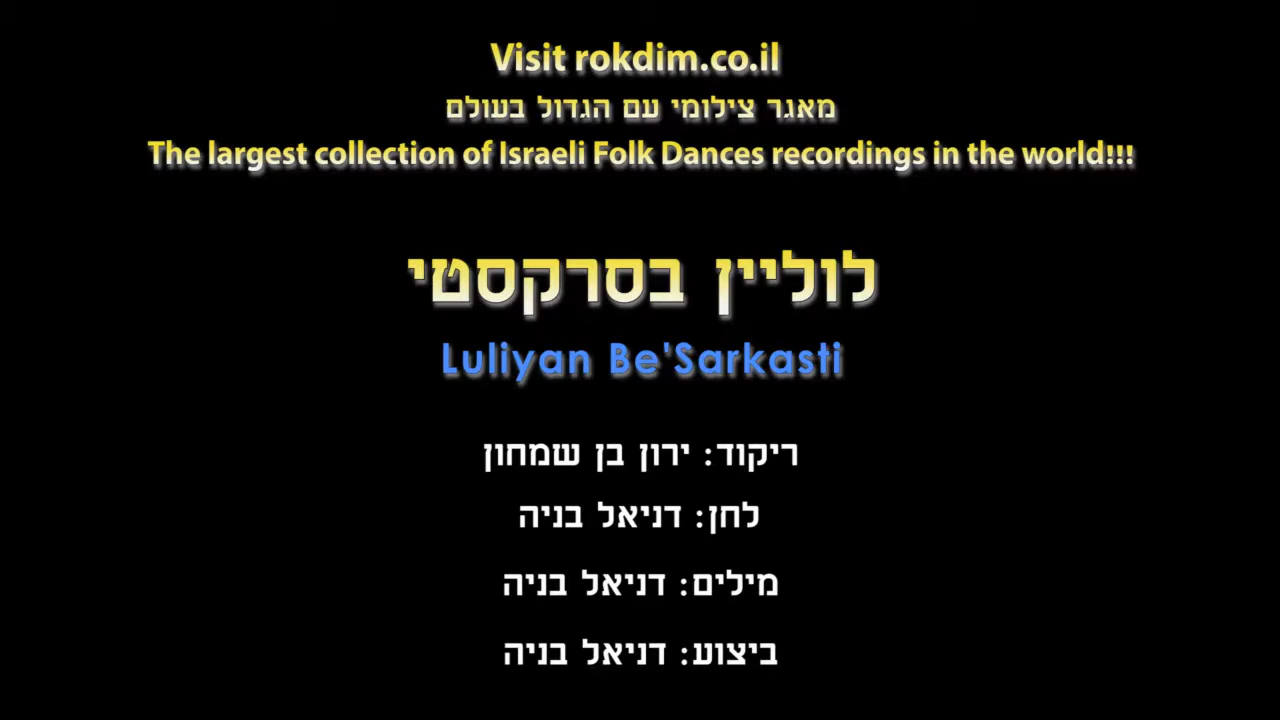 Visit rokdim.co.il
מאגר צילומי עם הגדול בעולם
The largest collection of Israeli Folk Dances recordings in the world!!!
לוליין בסרקסטי
Luliyan Be'Sarkasti
ריקוד: ירון בן שמחון
לחן: דניאל בניה
מילים: דניאל בניה
ביצוע: דניאל בניה